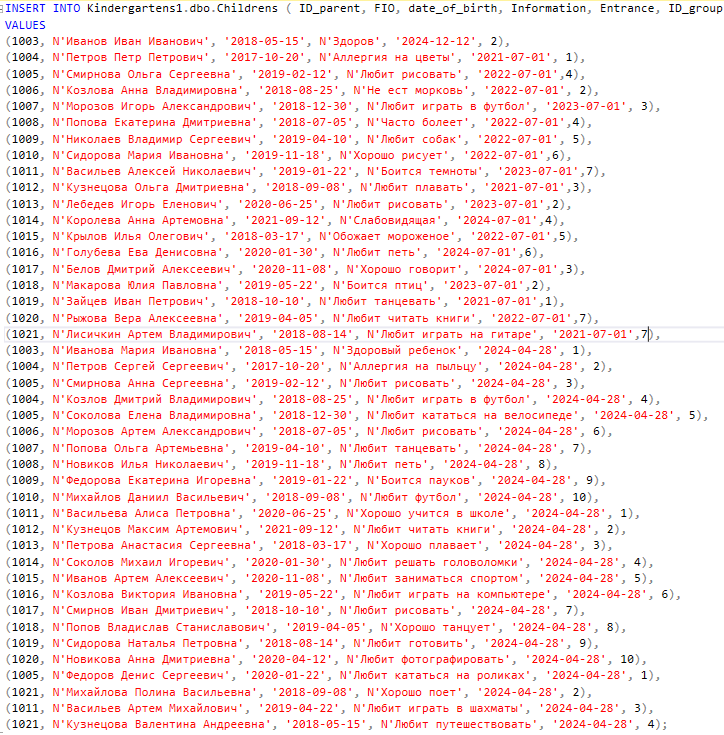 INSERT INTO Kindergartens1.dbo.Childrens ( ID_parent, FIO, date_of_birth, Information, Entrance, ID_group
VALUES
(1003, N'Иванов Иван Иванович', '2018-05-15', N'Здоров', '2024-12-12', 2),
(1004, N'Петров Петр Петрович', '2017-10-20', N'Аллергия на цветы', '2021-07-01', 1),
(1005, N'Смирнова Ольга Сергеевна', '2019-02-12', N'Любит рисовать', '2022-07-01',4),
(1006, N'Козлова Анна Владимировна', '2018-08-25', N'Не ест морковь', '2022-07-01', 2),
(1007, N'Морозов Игорь Александрович', '2018-12-30', N'Любит играть в футбол', '2023-07-01', 3),
(1008, N'Попова Екатерина Дмитриевна', '2018-07-05', N'Часто болеет', '2022-07-01',4),
(1009, N'Николаев Владимир Сергеевич', '2019-04-10', N'Любит собак', '2022-07-01', 5),
(1010, N'Сидорова Мария Ивановна', '2019-11-18', N'Хорошо рисует', '2022-07-01',6),
(1011, N'Васильев Алексей Николаевич', '2019-01-22', N'Боится темноты', '2023-07-01',7),
(1012, N'Кузнецова Ольга Дмитриевна', '2018-09-08', N'Любит плавать', '2021-07-01',3),
(1013, N'Лебедев Игорь Еленович', '2020-06-25', N'Любит рисовать', '2023-07-01',2),
(1014, N'Королева Анна Артемовна', '2021-09-12', N'Слабовидящая', '2024-07-01',4),
(1015, N'Крылов Илья Олегович', '2018-03-17', N'Обожает мороженое', '2022-07-01',5),
(1016, N'Голубева Ева Денисовна', '2020-01-30', N'Любит петь', '2024-07-01',6),
(1017, N'Белов Дмитрий Алексеевич', '2020-11-08', N'Хорошо говорит', '2024-07-01',3),
(1018, N'Макарова Юлия Павловна', '2019-05-22', N'Боится птиц', '2023-07-01',2),
(1019, N'Зайцев Иван Петрович', '2018-10-10', N'Любит танцевать', '2021-07-01',1),
(1020, N'Рыжова Вера Алексеевна', '2019-04-05', N'Любит читать книги', '2022-07-01',7),
(1021, N'Лисичкин Артем Владимирович', '2018-08-14', N'Любит играть на гитаре', '2021-07-01',7),
(1003, N'Иванова Мария Ивановна', '2018-05-15', N'Здоровый ребенок', '2024-04-28', 1),
(1004, N'Петров Сергей Сергеевич', '2017-10-20', N'Аллергия на пыльцу', '2024-04-28', 2),
(1005, N'Смирнова Анна Сергеевна', '2019-02-12', N'Любит рисовать', '2024-04-28', 3),
(1004, N'Козлов Дмитрий Владимирович', '2018-08-25', N'Любит играть в футбол', '2024-04-28', 4),
(1005, N'Соколова Елена Владимировна', '2018-12-30', N'Любит кататься на велосипеде', '2024-04-28', 5),
(1006, N'Морозов Артем Александрович', '2018-07-05', N'Любит рисовать', '2024-04-28', 6),
(1007, N'Попова Ольга Артемьевна', '2019-04-10', N'Любит танцевать', '2024-04-28', 7),
(1008, N'Новиков Илья Николаевич', '2019-11-18', N'Любит петь', '2024-04-28', 8),
(1009, N'Федорова Екатерина Игоревна', '2019-01-22', N'Боится пауков', '2024-04-28', 9),
(1010, N'Михайлов Даниил Васильевич', '2018-09-08', N'Любит футбол', '2024-04-28', 10),
(1011, N'Васильева Алиса Петровна', '2020-06-25', N'Хорошо учится в школе', '2024-04-28', 1),
(1012, N'Кузнецов Максим Артемович', '2021-09-12', N'Любит читать книги', '2024-04-28', 2),
(1013, N'Петрова Анастасия Сергеевна', '2018-03-17', N'Хорошо плавает', '2024-04-28', 3),
(1014, N'Соколов Михаил Игоревич', '2020-01-30', N'Любит решать головоломки', '2024-04-28', 4),
(1015, N'Иванов Артем Алексеевич', '2020-11-08', N'Любит заниматься спортом', '2024-04-28', 5),
(1016, N'Козлова Виктория Ивановна', '2019-05-22', N'Любит играть на компьютере', '2024-04-28', 6),
(1017, N'Смирнов Иван Дмитриевич', '2018-10-10', N'Любит рисовать', '2024-04-28', 7),
(1018, N'Попов Владислав Станиславович', '2019-04-05', N'Хорошо танцует', '2024-04-28', 8),
(1019, N'Сидорова Наталья Петровна', '2018-08-14', N'Любит готовить', '2024-04-28', 9),
(1020, N'Новикова Анна Дмитриевна', '2020-04-12', N'Любит фотографировать', '2024-04-28', 10),
(1005, N'Федоров Денис Сергеевич', '2020-01-22', N'Любит кататься на роликах', '2024-04-28', 1),
(1021, N'Михайлова Полина Васильевна', '2018-09-08', N'Хорошо поет', '2024-04-28', 2),
(1011, N'Васильев Артем Михайлович', '2019-04-22', N'Любит играть в шахматы', '2024-04-28', 3),
(1021, N'Кузнецова Валентина Андреевна', '2018-05-15', N'Любит путешествовать', '2024-04-28', 4);